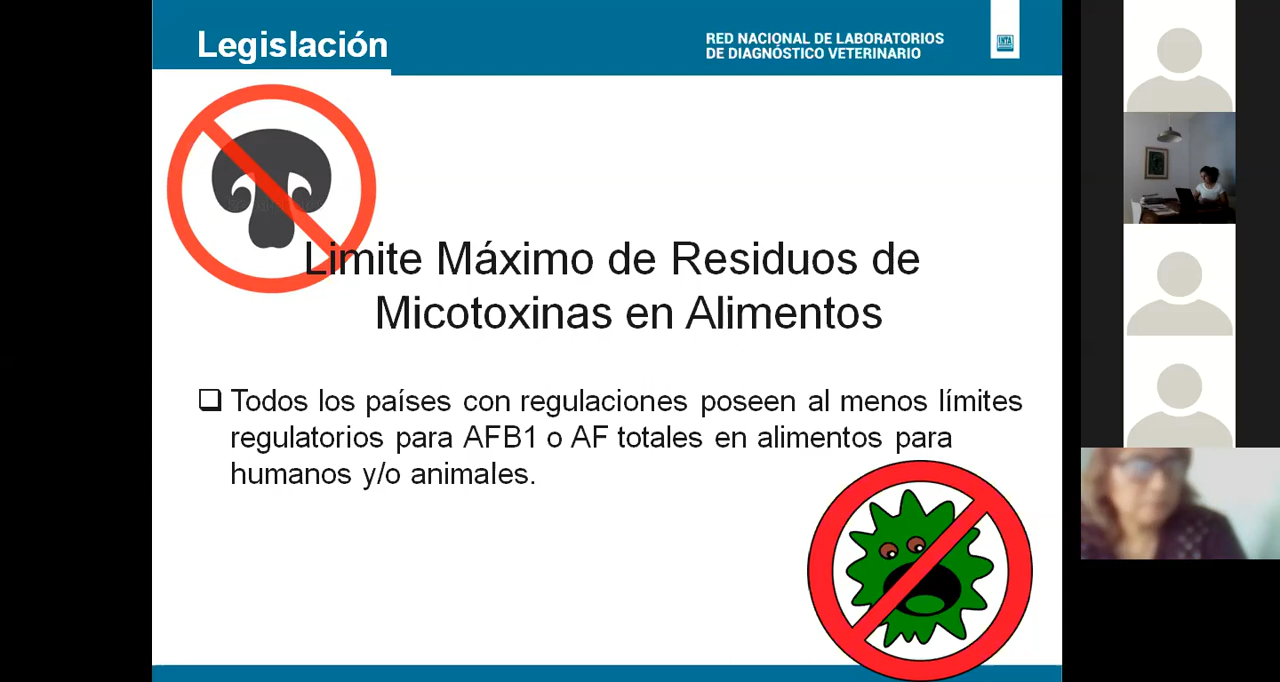 Legislación
RED NACIONAL DE LABORATORIOS
DE DIAGNÓSTICO VETERINARIO
INTA
Limite Máximo de Residuos de
Micotoxinas en Alimentos
Todos los países con regulaciones poseen al menos límites
regulatorios para AFB1 o AF totales en alimentos para
humanos y/o animales.